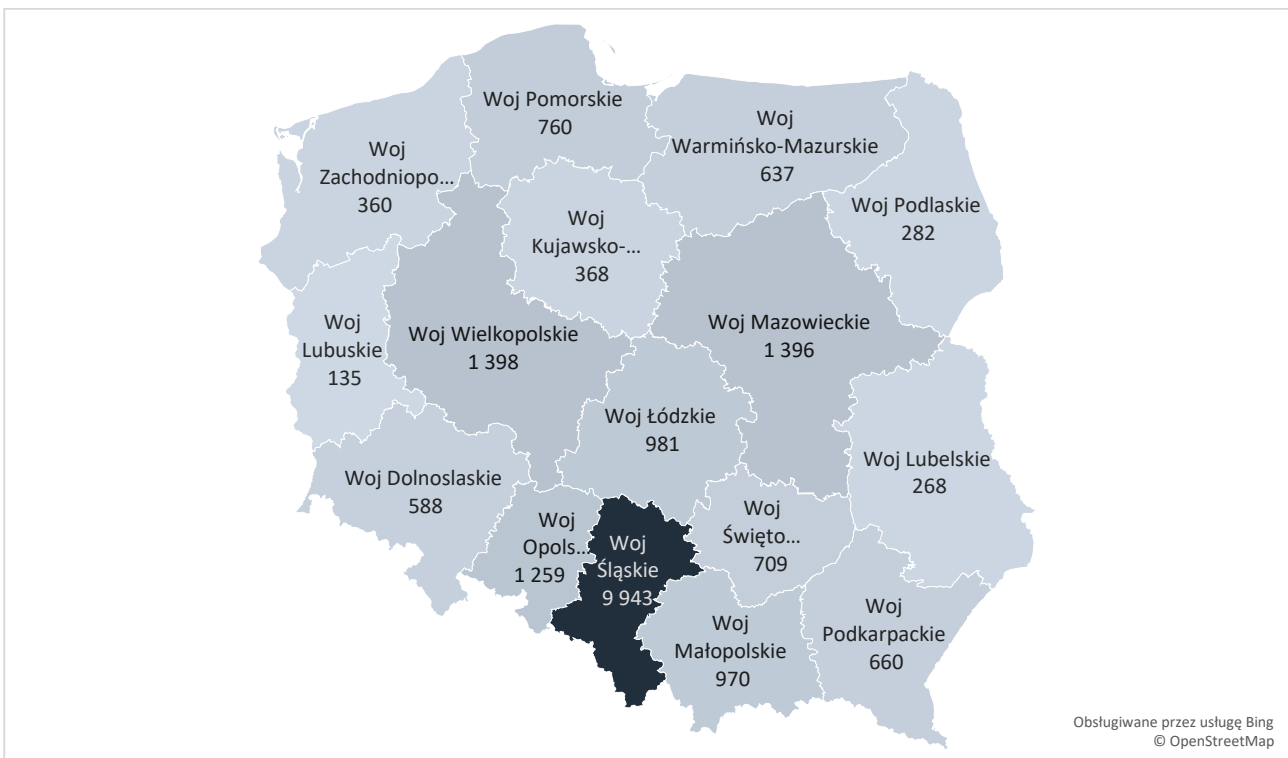 Woj Pomorskie
760
Woj
Warmińsko-Mazurskie
637
Woj
Zachodniopo...
360
Woj Podlaskie
282
Woj
Kujawsko-...
368
Woj
Lubuskie
135
Woj Wielkopolskie
1 398
Woj Mazowieckie
1 396
Woj Łódzkie
981
Woj Dolnoslaskie
588
Woj Lubelskie
268
Woj
Opols...
1 259
Woj
Śląskie
9 943
Woj
Święto...
709
Woj
Małopolskie
970
Woj
Podkarpackie
660
Obsługiwane przez usługę Bing
© OpenStreetMap